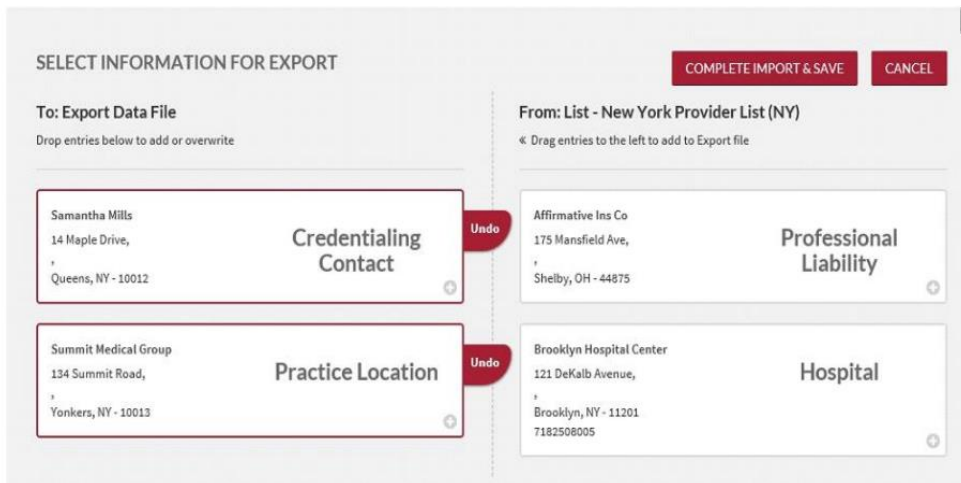 SELECT INFORMATION FOR EXPORT
COMPLETE IMPORT & SAVE
CANCEL
To: Export Data File
Drop entries below to add or overwrite
From: List - New York Provider List (NY)
« Drag entries to the left to add to Export file
Samantha Mills
14 Maple Drive,
,
Queens, NY - 10012
Credentialing
Contact
Undo
Affirmative Ins Co
175 Mansfield Ave,
,
Shelby, OH - 44875
Professional
Liability
Summit Medical Group
134 Summit Road,
,
Yonkers, NY - 10013
Practice Location
Undo
Brooklyn Hospital Center
121 DeKalb Avenue,
,
Brooklyn, NY - 11201
7182508005
Hospital